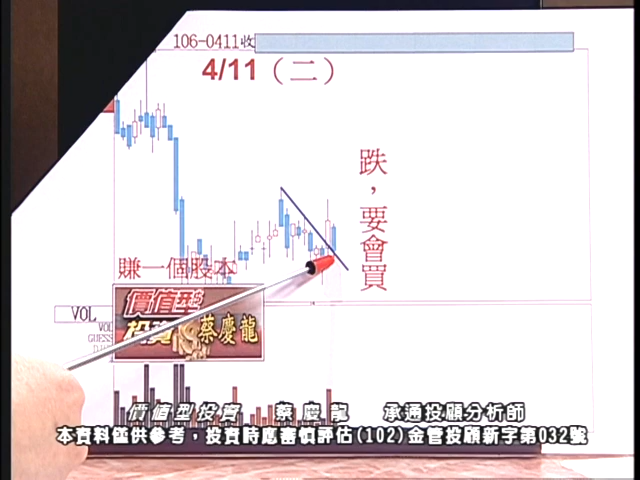 106-0411收
4/11（二）
跌，要會買
賺一個股本
VOL
VOL
GUESS
價值型
投資
蔡慶龍
價值型投資 蔡慶龍 承通投顧分析師
本資料僅供參考，投資時應審慎評估(102)金管投顧新字第032號